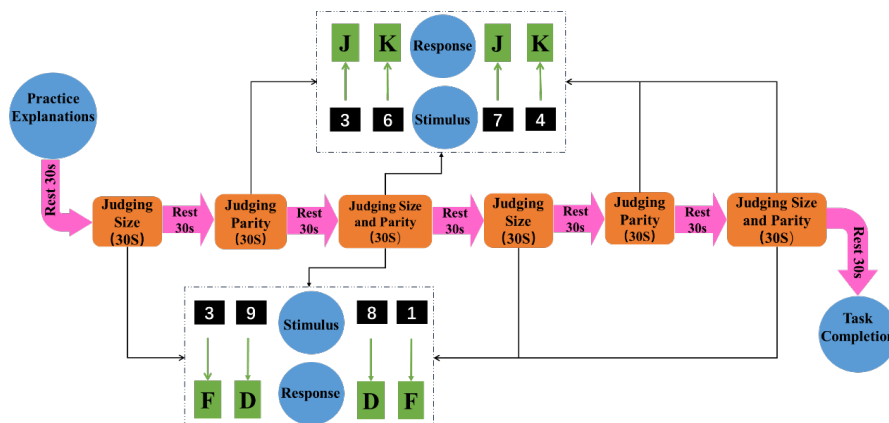 J K Response J K
3 6 Stimulus 7 4
Practice
Explanations
Rest 30s
Judging
Size
(30S)
Rest
30s
Judging
Parity
(30S)
Rest
30s
Judging Size
and Parity
(30S)
Rest
30s
Judging
Size
(30S)
Rest
30s
Judging
Parity
(30S)
Rest
30s
Judging Size
and Parity
(30S)
Rest 30s
Task
Completion
3 9 Stimulus 8 1
F D Response D F